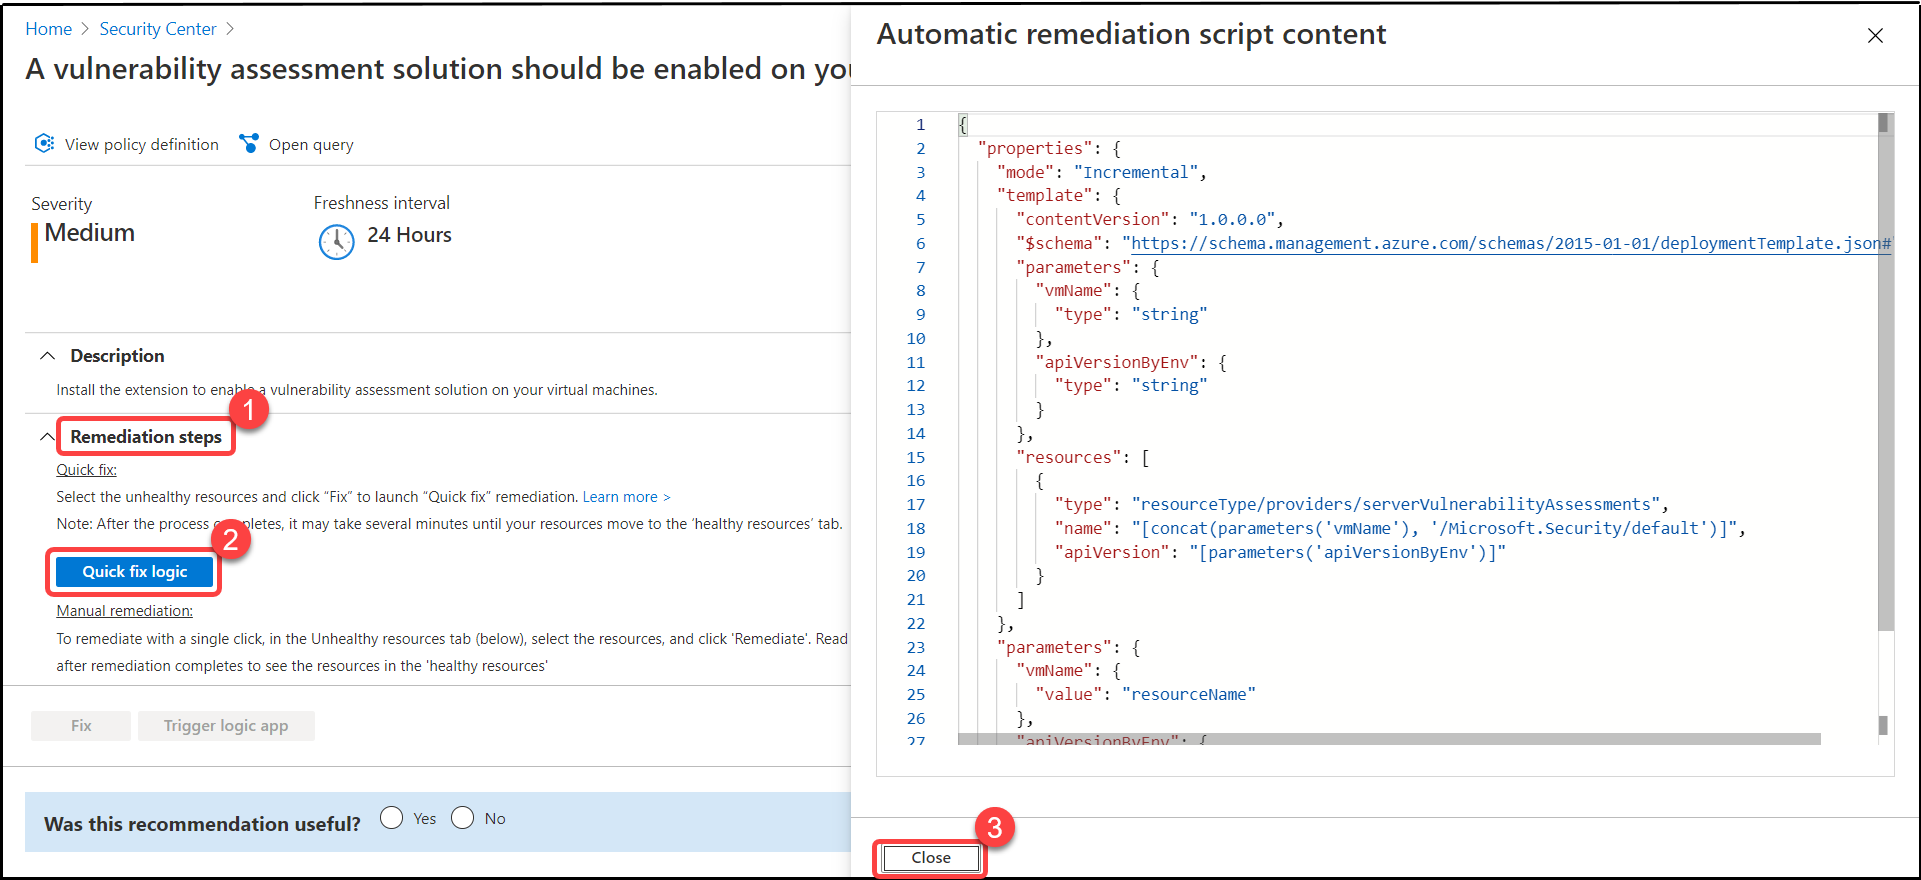 Home > Security Center >
A vulnerability assessment solution should be enabled on
View policy definition
Open query
Severity
Medium
Freshness interval
24 Hours
Description
Install the extension to enable a vulnerability assessment solution on your virtual machines.
1
Remediation steps
Quick fix:
Select the unhealthy resources and click “Fix” to launch “Quick fix” remediation. Learn more >
Note: After the process completes, it may take several minutes until your resources move to the ‘healthy resources’ tab.
2
Quick fix logic
Manual remediation:
To remediate with a single click, in the Unhealthy resources tab (below), select the resources, and click 'Remediate'. Read
after remediation completes to see the resources in the 'healthy resources'
Fix
Trigger logic app
Was this recommendation useful?
Yes
No
Automatic remediation script content
1 {
2 "properties": {
3 "mode": "Incremental",
4 "template": {
5 "contentVersion": "1.0.0.0",
6 "$schema": "https://schema.management.azure.com/schemas/2015-01-01/deploymentTemplate.json#"
7 "parameters": {
8 "vmName": {
9 "type": "string"
10 },
11 "apiVersionByEnv": {
12 "type": "string"
13 }
14 },
15 "resources": [
16 {
17 "type": "resourceType/providers/serverVulnerabilityAssessments",
18 "name": "[concat(parameters('vmName'), '/Microsoft.Security/default')]",
19 "apiVersion": "[parameters('apiVersionByEnv')]"
20 }
21 ]
22 },
23 "parameters": {
24 "vmName": {
25 "value": "resourceName"
26 },
27 "apiVersionByEnv": {
3
Close